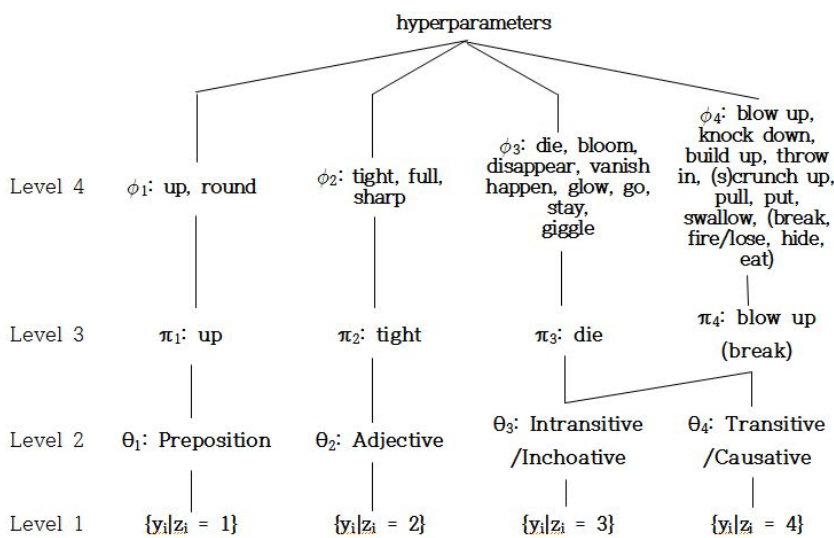 hyperparameters
Level 4
ϕ₁: up, round
ϕ₂: tight, full,
sharp
ϕ₃: die, bloom,
disappear, vanish
happen, glow, go,
stay,
giggle
ϕ₄: blow up,
knock down,
build up, throw
in, (s)crunch up,
pull, put,
swallow, (break,
fire/lose, hide,
eat)
Level 3
π₁: up
π₂: tight
π₃: die
π₄: blow up
(break)
Level 2
θ₁: Preposition
θ₂: Adjective
θ₃: Intransitive
/Inchoative
θ₄: Transitive
/Causative
Level 1
{yᵢ|zᵢ = 1}
{yᵢ|zᵢ = 2}
{yᵢ|zᵢ = 3}
{yᵢ|zᵢ = 4}